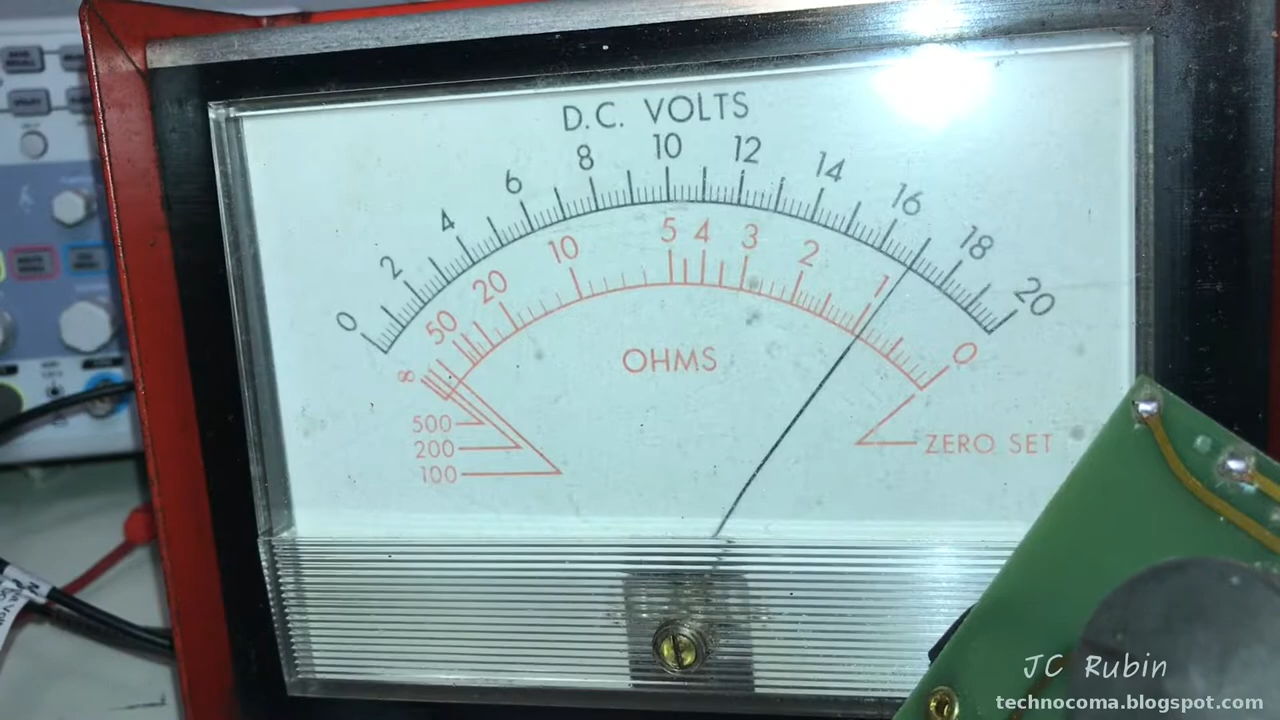 D.C. VOLTS
0 2 4 6 8 10 12 14 16 18 20
∞ 50 20 10 5 4 3 2 1 0
OHMS
500
200
100
ZERO SET
JC Rubin
technocoma.blogspot.com